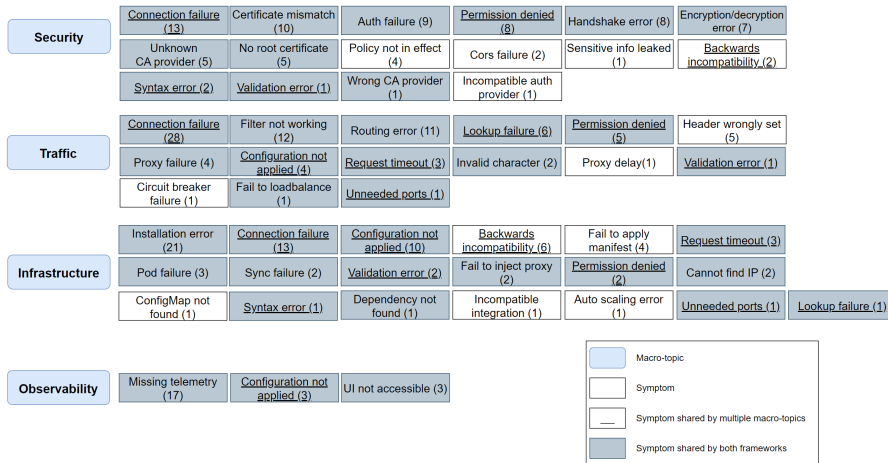 Security
Connection failure
(13)
Certificate mismatch
(10)
Auth failure (9)
Permission denied
(8)
Handshake error (8)
Encryption/decryption
error (7)
Unknown
CA provider (5)
No root certificate
(5)
Policy not in effect
(4)
Cors failure (2)
Sensitive info leaked
(1)
Backwards
incompatibility (2)
Syntax error (2)
Validation error (1)
Wrong CA provider
(1)
Incompatible auth
provider (1)
Traffic
Connection failure
(28)
Filter not working
(12)
Routing error (11)
Lookup failure (6)
Permission denied
(5)
Header wrongly set
(5)
Proxy failure (4)
Configuration not
applied (4)
Request timeout (3)
Invalid character (2)
Proxy delay(1)
Validation error (1)
Circuit breaker
failure (1)
Fail to loadbalance
(1)
Unneeded ports (1)
Infrastructure
Installation error
(21)
Connection failure
(13)
Configuration not
applied (10)
Backwards
incompatibility (6)
Fail to apply
manifest (4)
Request timeout (3)
Pod failure (3)
Sync failure (2)
Validation error (2)
Fail to inject proxy
(2)
Permission denied
(2)
Cannot find IP (2)
ConfigMap not
found (1)
Syntax error (1)
Dependency not
found (1)
Incompatible
integration (1)
Auto scaling error
(1)
Unneeded ports (1)
Lookup failure (1)
Observability
Missing telemetry
(17)
Configuration not
applied (3)
UI not accessible (3)
Macro-topic
Symptom
Symptom shared by multiple macro-topics
Symptom shared by both frameworks